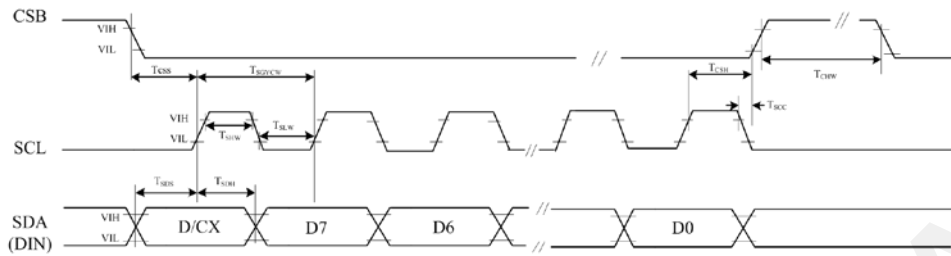 CSB
VIH
VIL
//
//
TCSS
TSCYCW
TCSH
TCHW
TSCC
SCL
VIH
VIL
TSHW
TSLW
//
TSDS
TSDH
SDA
(DIN)
VIH
VIL
D/CX
D7
D6
//
//
D0